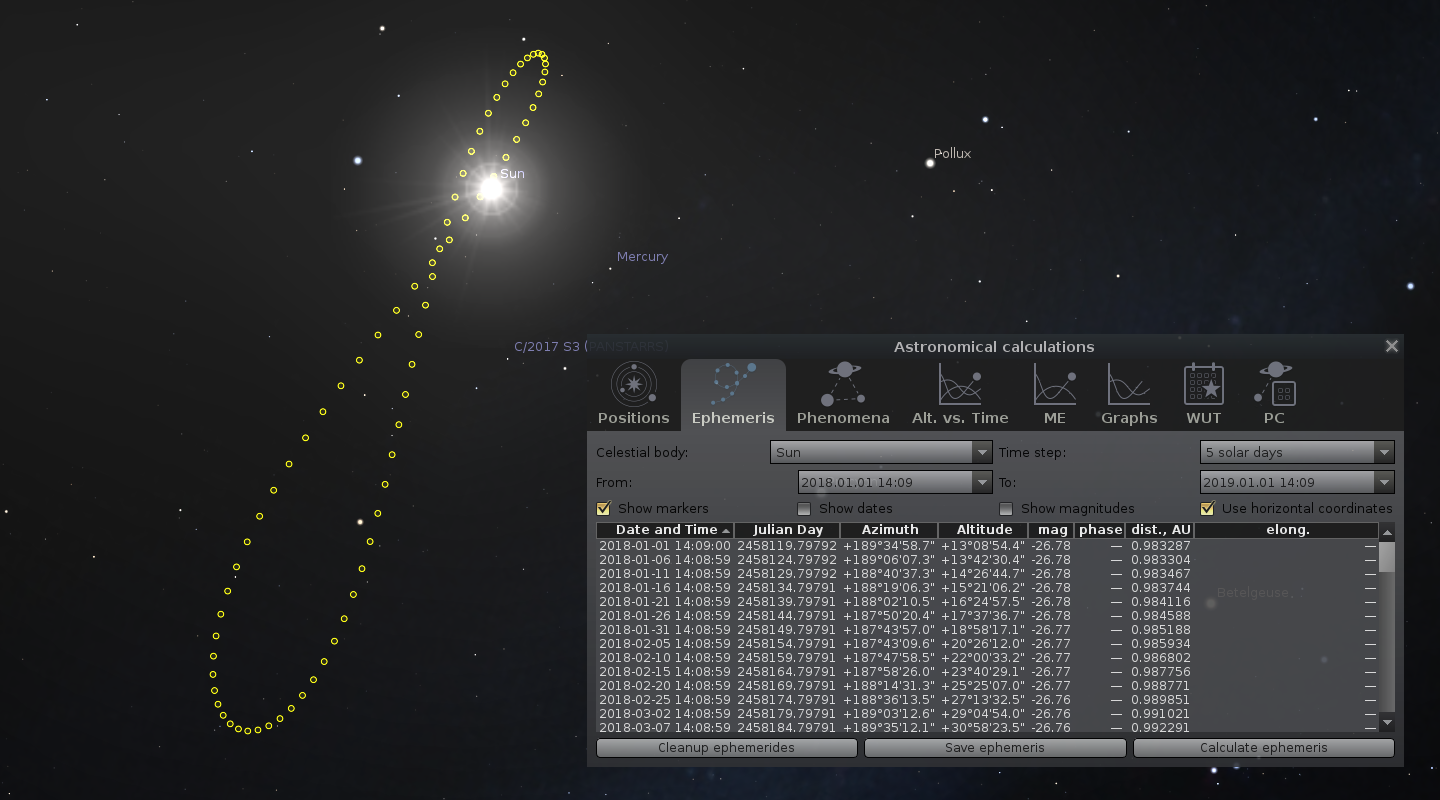 Pollux
Sun
Mercury
C/2017 S3 (PANSTARRS)
Astronomical calculations
Positions Ephemeris Phenomena Alt. vs. Time ME Graphs WUT PC
Celestial body: Sun Time step: 5 solar days
From: 2018.01.01 14:09 To: 2019.01.01 14:09
Show markers Show dates Show magnitudes Use horizontal coordinates
Date and Time Julian Day Azimuth Altitude mag phase dist., AU elong.
2018-01-01 14:09:00 2458119.79792 +189°34'58.7" +13°08'54.4" -26.78 — 0.983287 —
2018-01-06 14:08:59 2458124.79792 +189°06'07.3" +13°42'30.4" -26.78 — 0.983304 —
2018-01-11 14:08:59 2458129.79792 +188°40'37.3" +14°26'44.7" -26.78 — 0.983467 —
2018-01-16 14:08:59 2458134.79791 +188°19'06.3" +15°21'06.2" -26.78 — 0.983744 —
2018-01-21 14:08:59 2458139.79791 +188°02'10.5" +16°24'57.5" -26.78 — 0.984116 —
2018-01-26 14:08:59 2458144.79791 +187°50'20.4" +17°37'36.7" -26.78 — 0.984588 —
2018-01-31 14:08:59 2458149.79791 +187°43'57.0" +18°58'17.1" -26.77 — 0.985188 —
2018-02-05 14:08:59 2458154.79791 +187°43'09.6" +20°26'12.0" -26.77 — 0.985934 —
2018-02-10 14:08:59 2458159.79791 +187°47'58.5" +22°00'33.2" -26.77 — 0.986802 —
2018-02-15 14:08:59 2458164.79791 +187°58'26.0" +23°40'29.1" -26.77 — 0.987756 —
2018-02-20 14:08:59 2458169.79791 +188°14'31.3" +25°25'07.0" -26.77 — 0.988771 —
2018-02-25 14:08:59 2458174.79791 +188°36'13.5" +27°13'32.5" -26.76 — 0.989851 —
2018-03-02 14:08:59 2458179.79791 +189°03'12.6" +29°04'54.0" -26.76 — 0.991021 —
2018-03-07 14:08:59 2458184.79791 +189°35'12.1" +30°58'23.5" -26.76 — 0.992291 —
Betelgeuse
Cleanup ephemerides Save ephemeris Calculate ephemeris